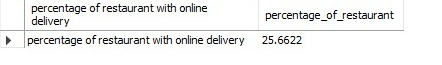 percentage of restaurant with online
delivery
percentage_of_restaurant
percentage of restaurant with online delivery 25.6622